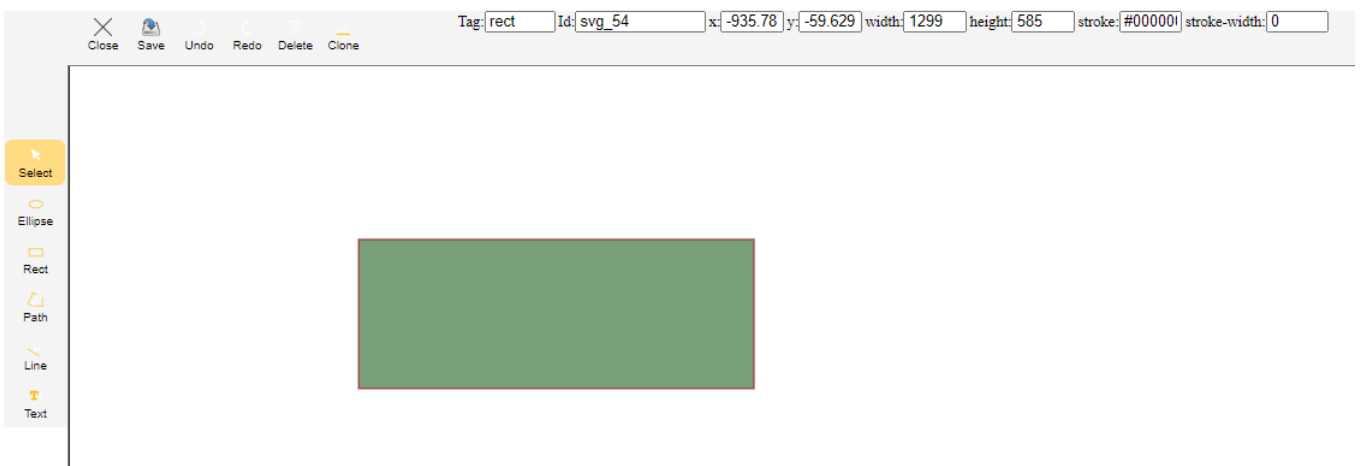 Tag: rect Id: svg_54 x: -935.78 y: -59.629 width: 1299 height: 585 stroke: #00000 stroke-width: 0
Close Save Undo Redo Delete Clone
Select
Ellipse
Rect
Path
Line
Text